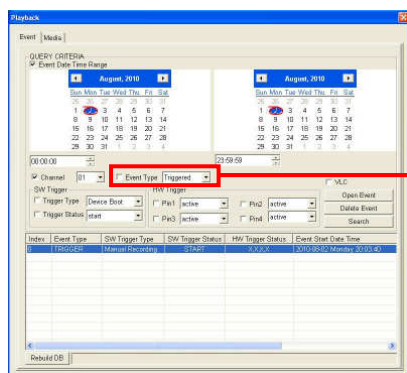 Playback
Event Media
QUERY CRITERIA
Event Date Time Range
August, 2010 August, 2010
Sun Mon Tue Wed Thu Fri Sat Sun Mon Tue Wed Thu Fri Sat
25 26 27 28 29 30 31 25 26 27 28 29 30 31
1 2 3 4 5 6 7 1 2 3 4 5 6 7
8 9 10 11 12 13 14 8 9 10 11 12 13 14
15 16 17 18 19 20 21 15 16 17 18 19 20 21
22 23 24 25 26 27 28 22 23 24 25 26 27 28
29 30 31 1 2 3 4 29 30 31 1 2 3 4
00:00:00 23:59:59
Channel 01 Event Type Triggered VLC
SW Trigger HW Trigger Open Event
Trigger Type Device Boot Pin1 active Pin2 active Delete Event
Trigger Status start Pin3 active Pin4 active Search
Index Event Type SW Trigger Type SW Trigger Status HW Trigger Status Event Start Date Time
0 TRIGGER Manual Recording START X,X,X,X 2010-08-02 Monday 20:03:40
Rebuild DB